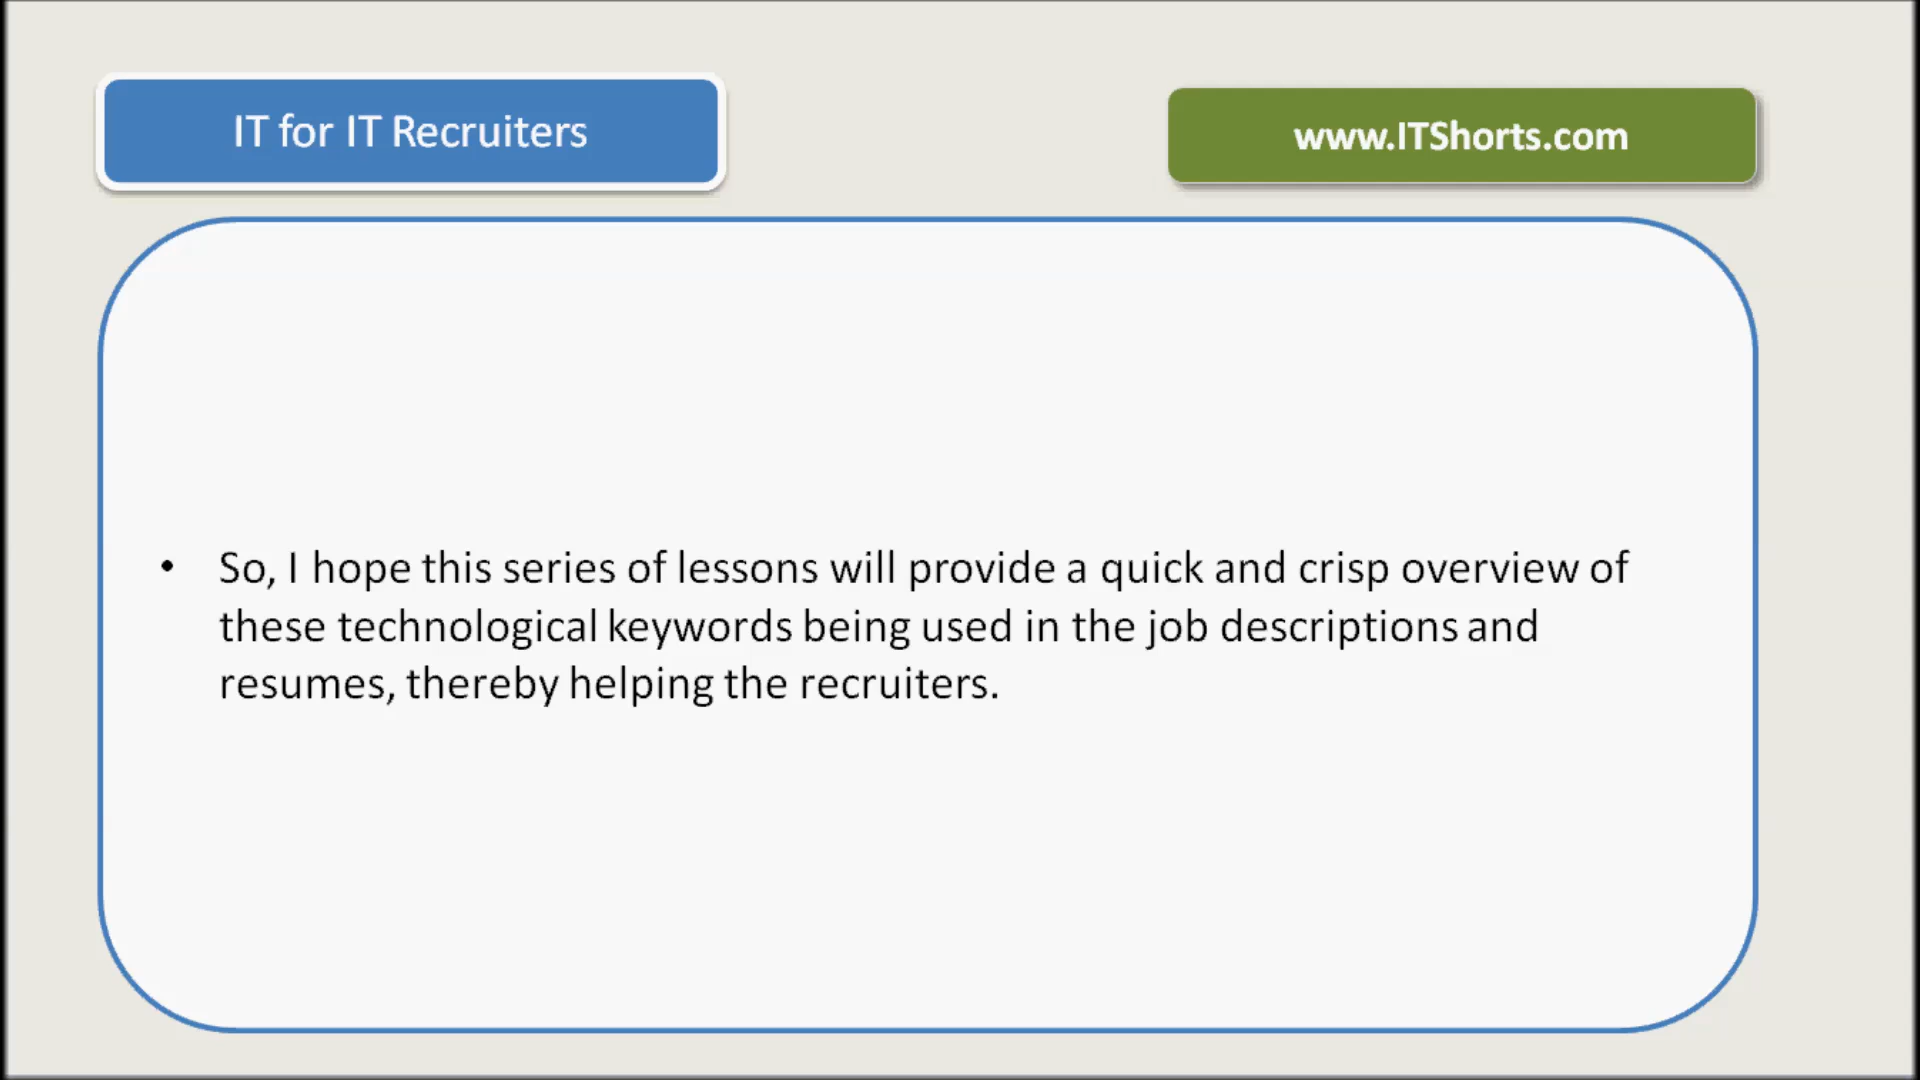 IT for IT Recruiters
www.ITShorts.com
• So, I hope this series of lessons will provide a quick and crisp overview of
these technological keywords being used in the job descriptions and
resumes, thereby helping the recruiters.